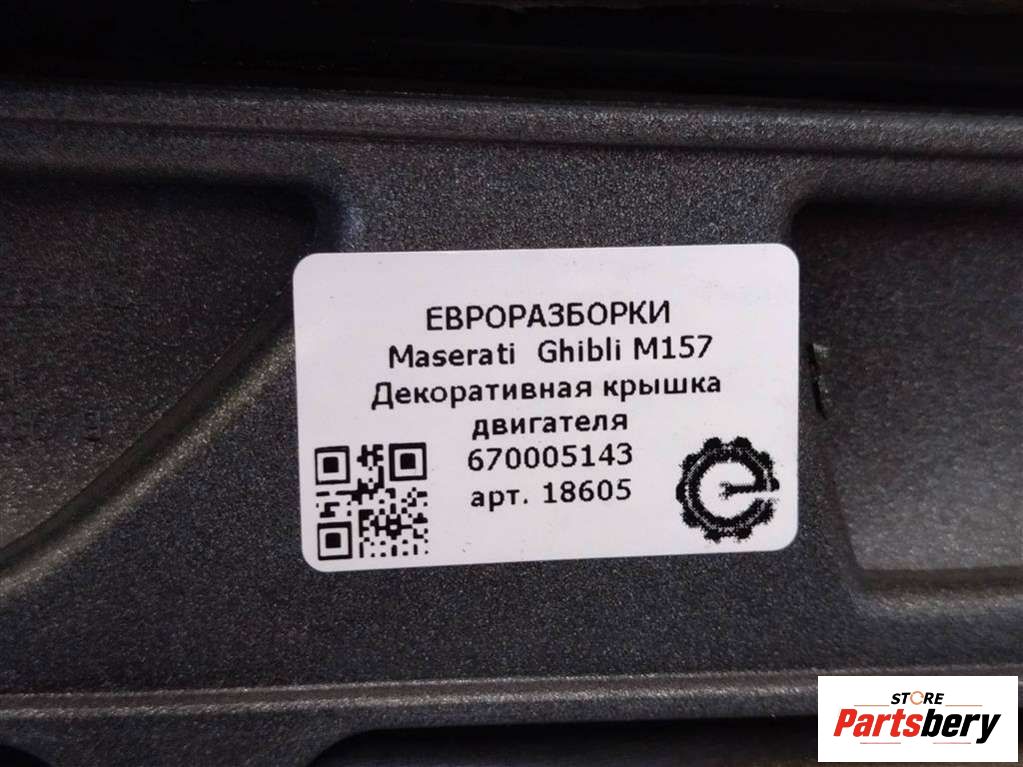 ЕВРОРАЗБОРКИ
Maserati Ghibli M157
Декоративная крышка
двигателя
670005143
арт. 18605
STORE
Partsbery